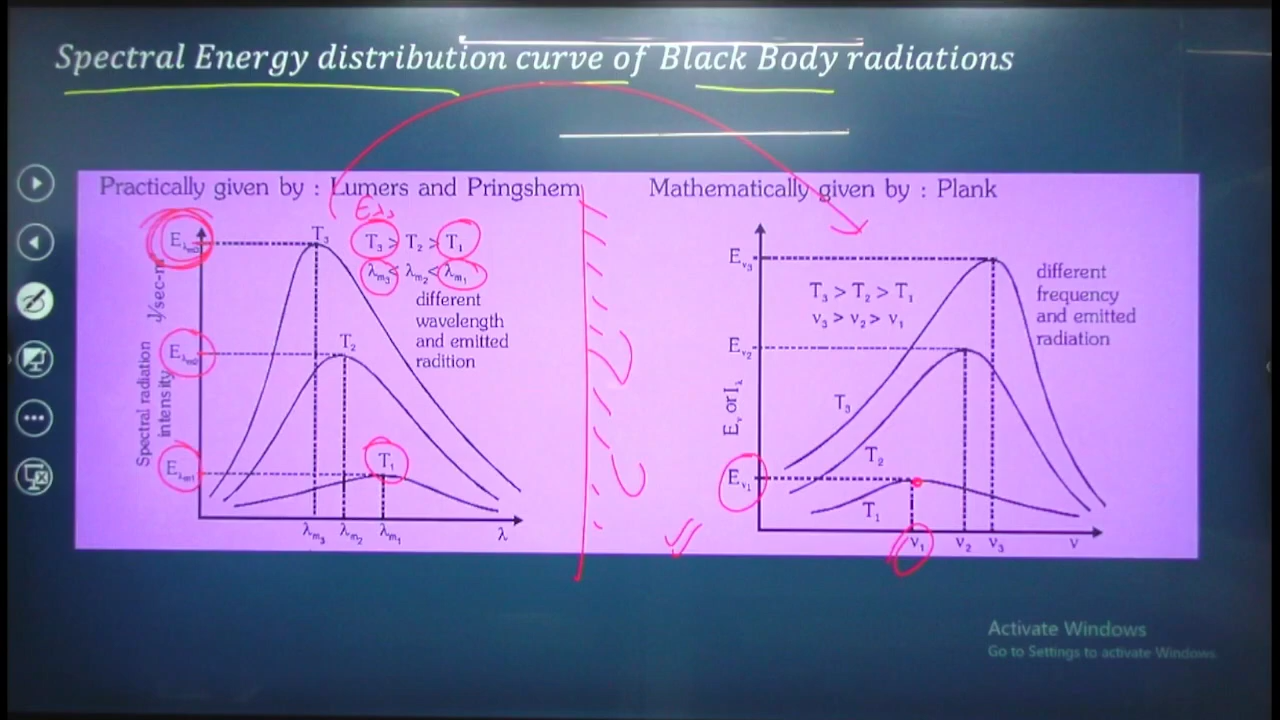 Spectral Energy distribution curve of Black Body radiations
Practically given by : Lumers and Pringshem
T₃ > T₂ > T₁
λm₃ < λm₂ < λm₁
different
wavelength
and emitted
radition
T₃
T₂
T₁
J/sec-m
Spectral radiation
intensity
λm₃ λm₂ λm₁ λ
Mathematically given by : Plank
Eν₃
T₃ > T₂ > T₁
ν₃ > ν₂ > ν₁
different
frequency
and emitted
radiation
Eν₂
Eν or Iλ
T₃
T₂
Eν₁
T₁
ν₁ ν₂ ν₃ ν
Activate Windows
Go to Settings to activate Windows.